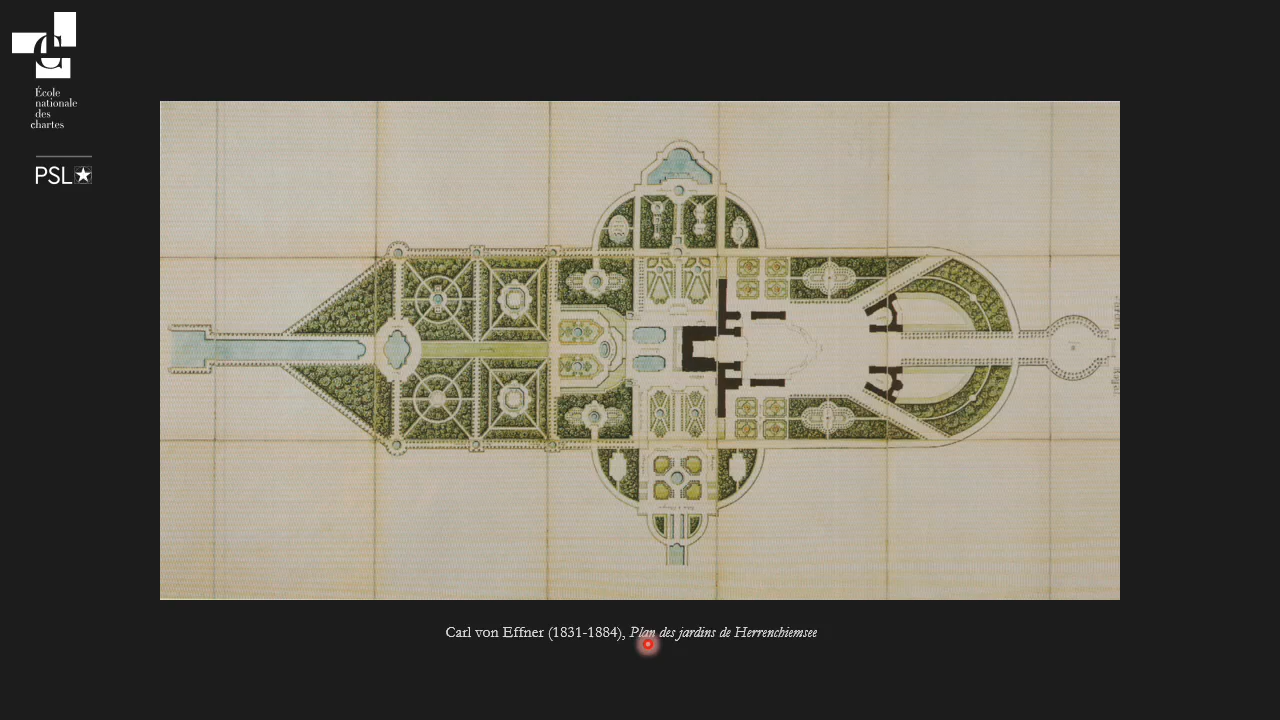 École
nationale
des
chartes
PSL
Carl von Effner (1831-1884), Plan des jardins de Herrenchiemsee